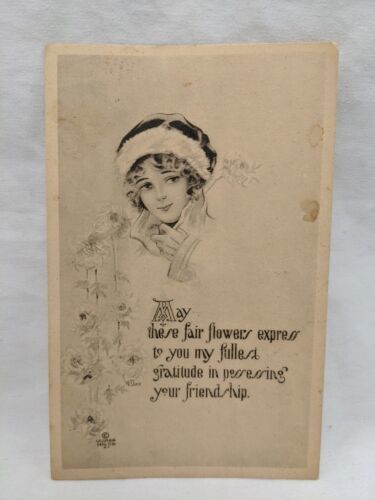 May
these fair flowers express
to you my fullest
gratitude in possessing
your friendship.
©